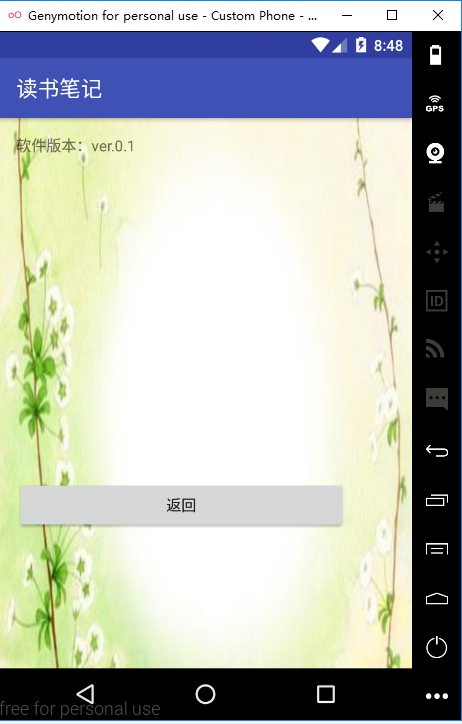 Genymotion for personal use - Custom Phone - ...
8:48
读书笔记
GPS
软件版本：ver.0.1
ID
返回
free for personal use